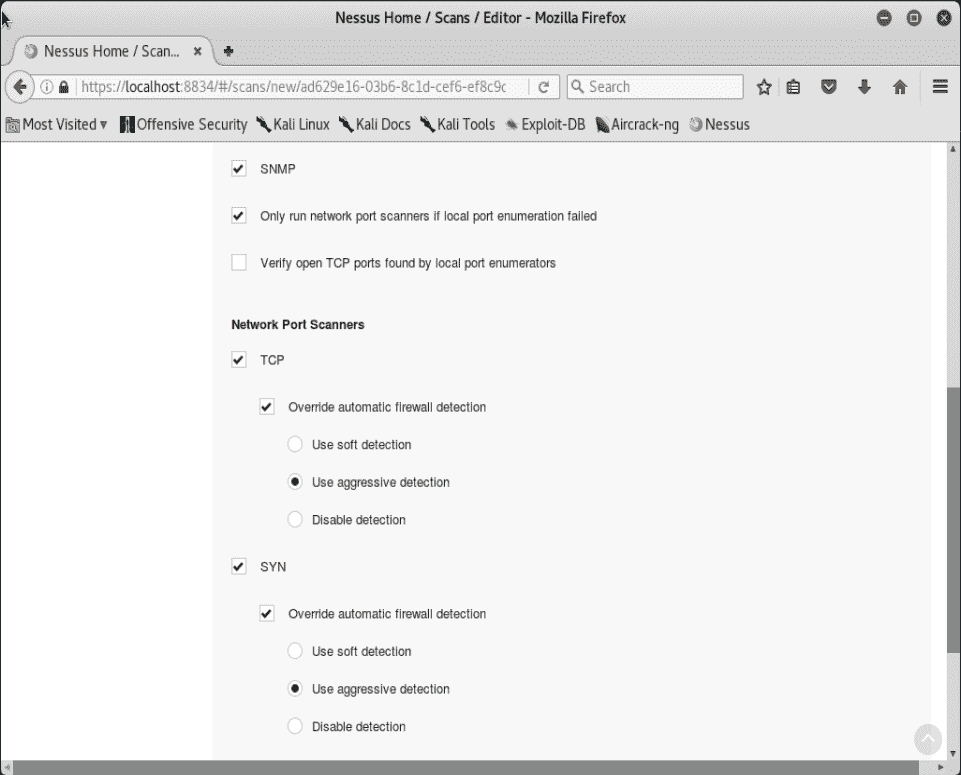 Nessus Home / Scans / Editor - Mozilla Firefox
Nessus Home / Scan...
https://localhost:8834/#/scans/new/ad629e16-03b6-8c1d-cef6-ef8c9c
Search
Most Visited
Offensive Security
Kali Linux
Kali Docs
Kali Tools
Exploit-DB
Aircrack-ng
Nessus
SNMP
Only run network port scanners if local port enumeration failed
Verify open TCP ports found by local port enumerators
Network Port Scanners
TCP
Override automatic firewall detection
Use soft detection
Use aggressive detection
Disable detection
SYN
Override automatic firewall detection
Use soft detection
Use aggressive detection
Disable detection